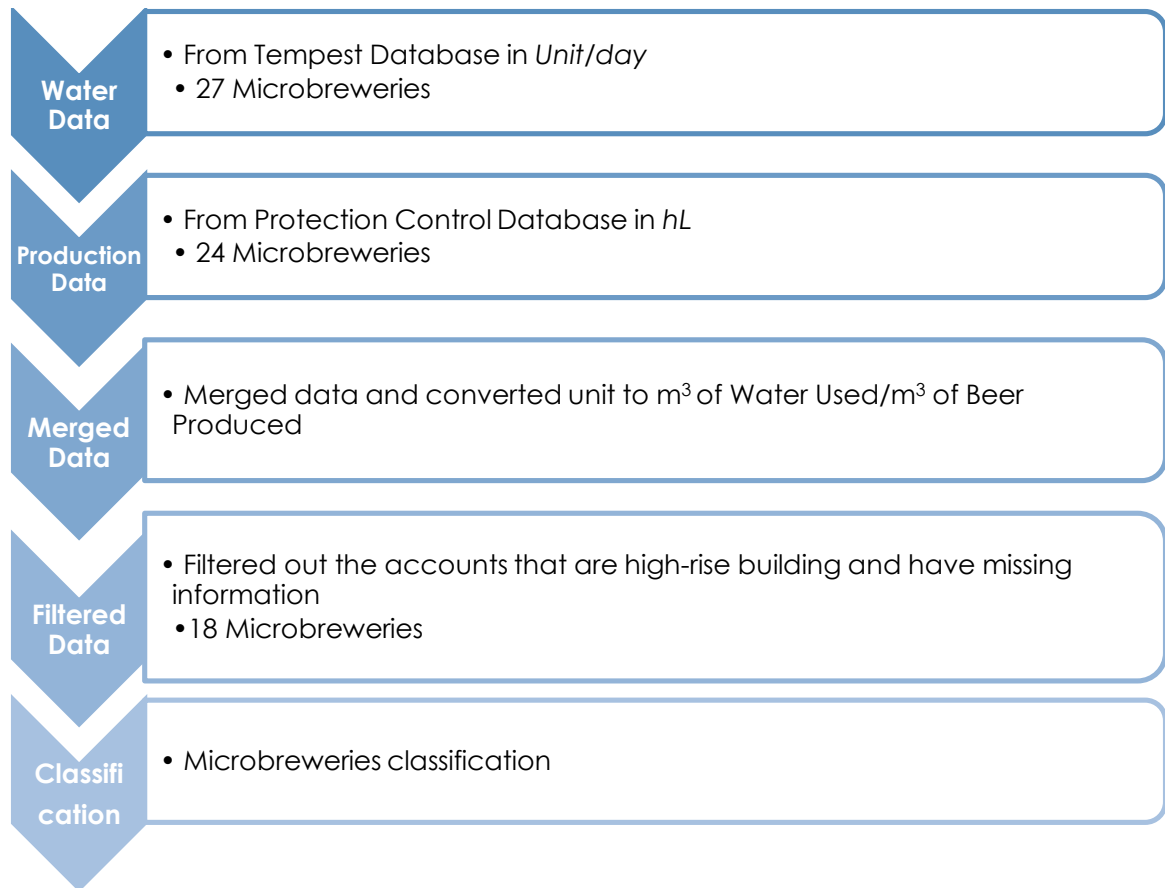 Water
Data
• From Tempest Database in Unit/day
• 27 Microbreweries
Production
Data
• From Protection Control Database in hL
• 24 Microbreweries
Merged
Data
• Merged data and converted unit to m³ of Water Used/m³ of Beer
Produced
Filtered
Data
• Filtered out the accounts that are high-rise building and have missing
information
•18 Microbreweries
Classifi
cation
• Microbreweries classification